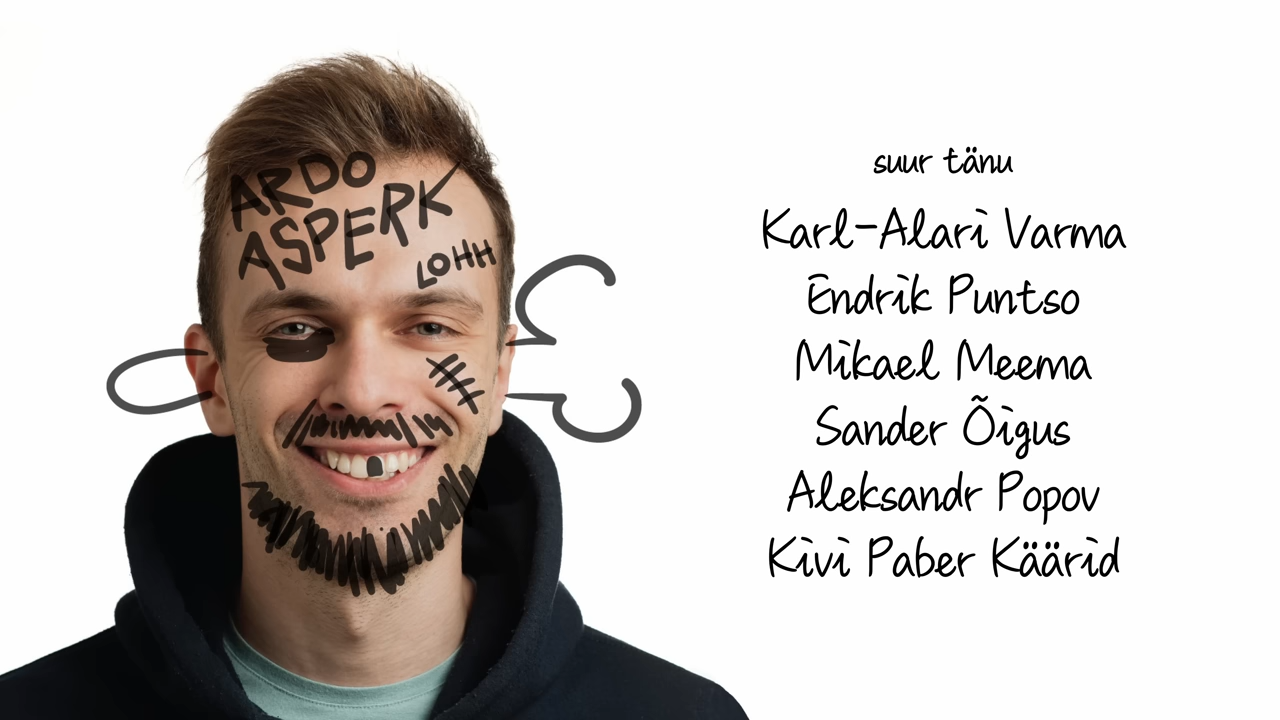 ARDO
ASPERK
LOHH
suur tänu
Karl-Alari Varma
Endrik Puntso
Mikael Meema
Sander Õigus
Aleksandr Popov
Kivi Paber Käärid